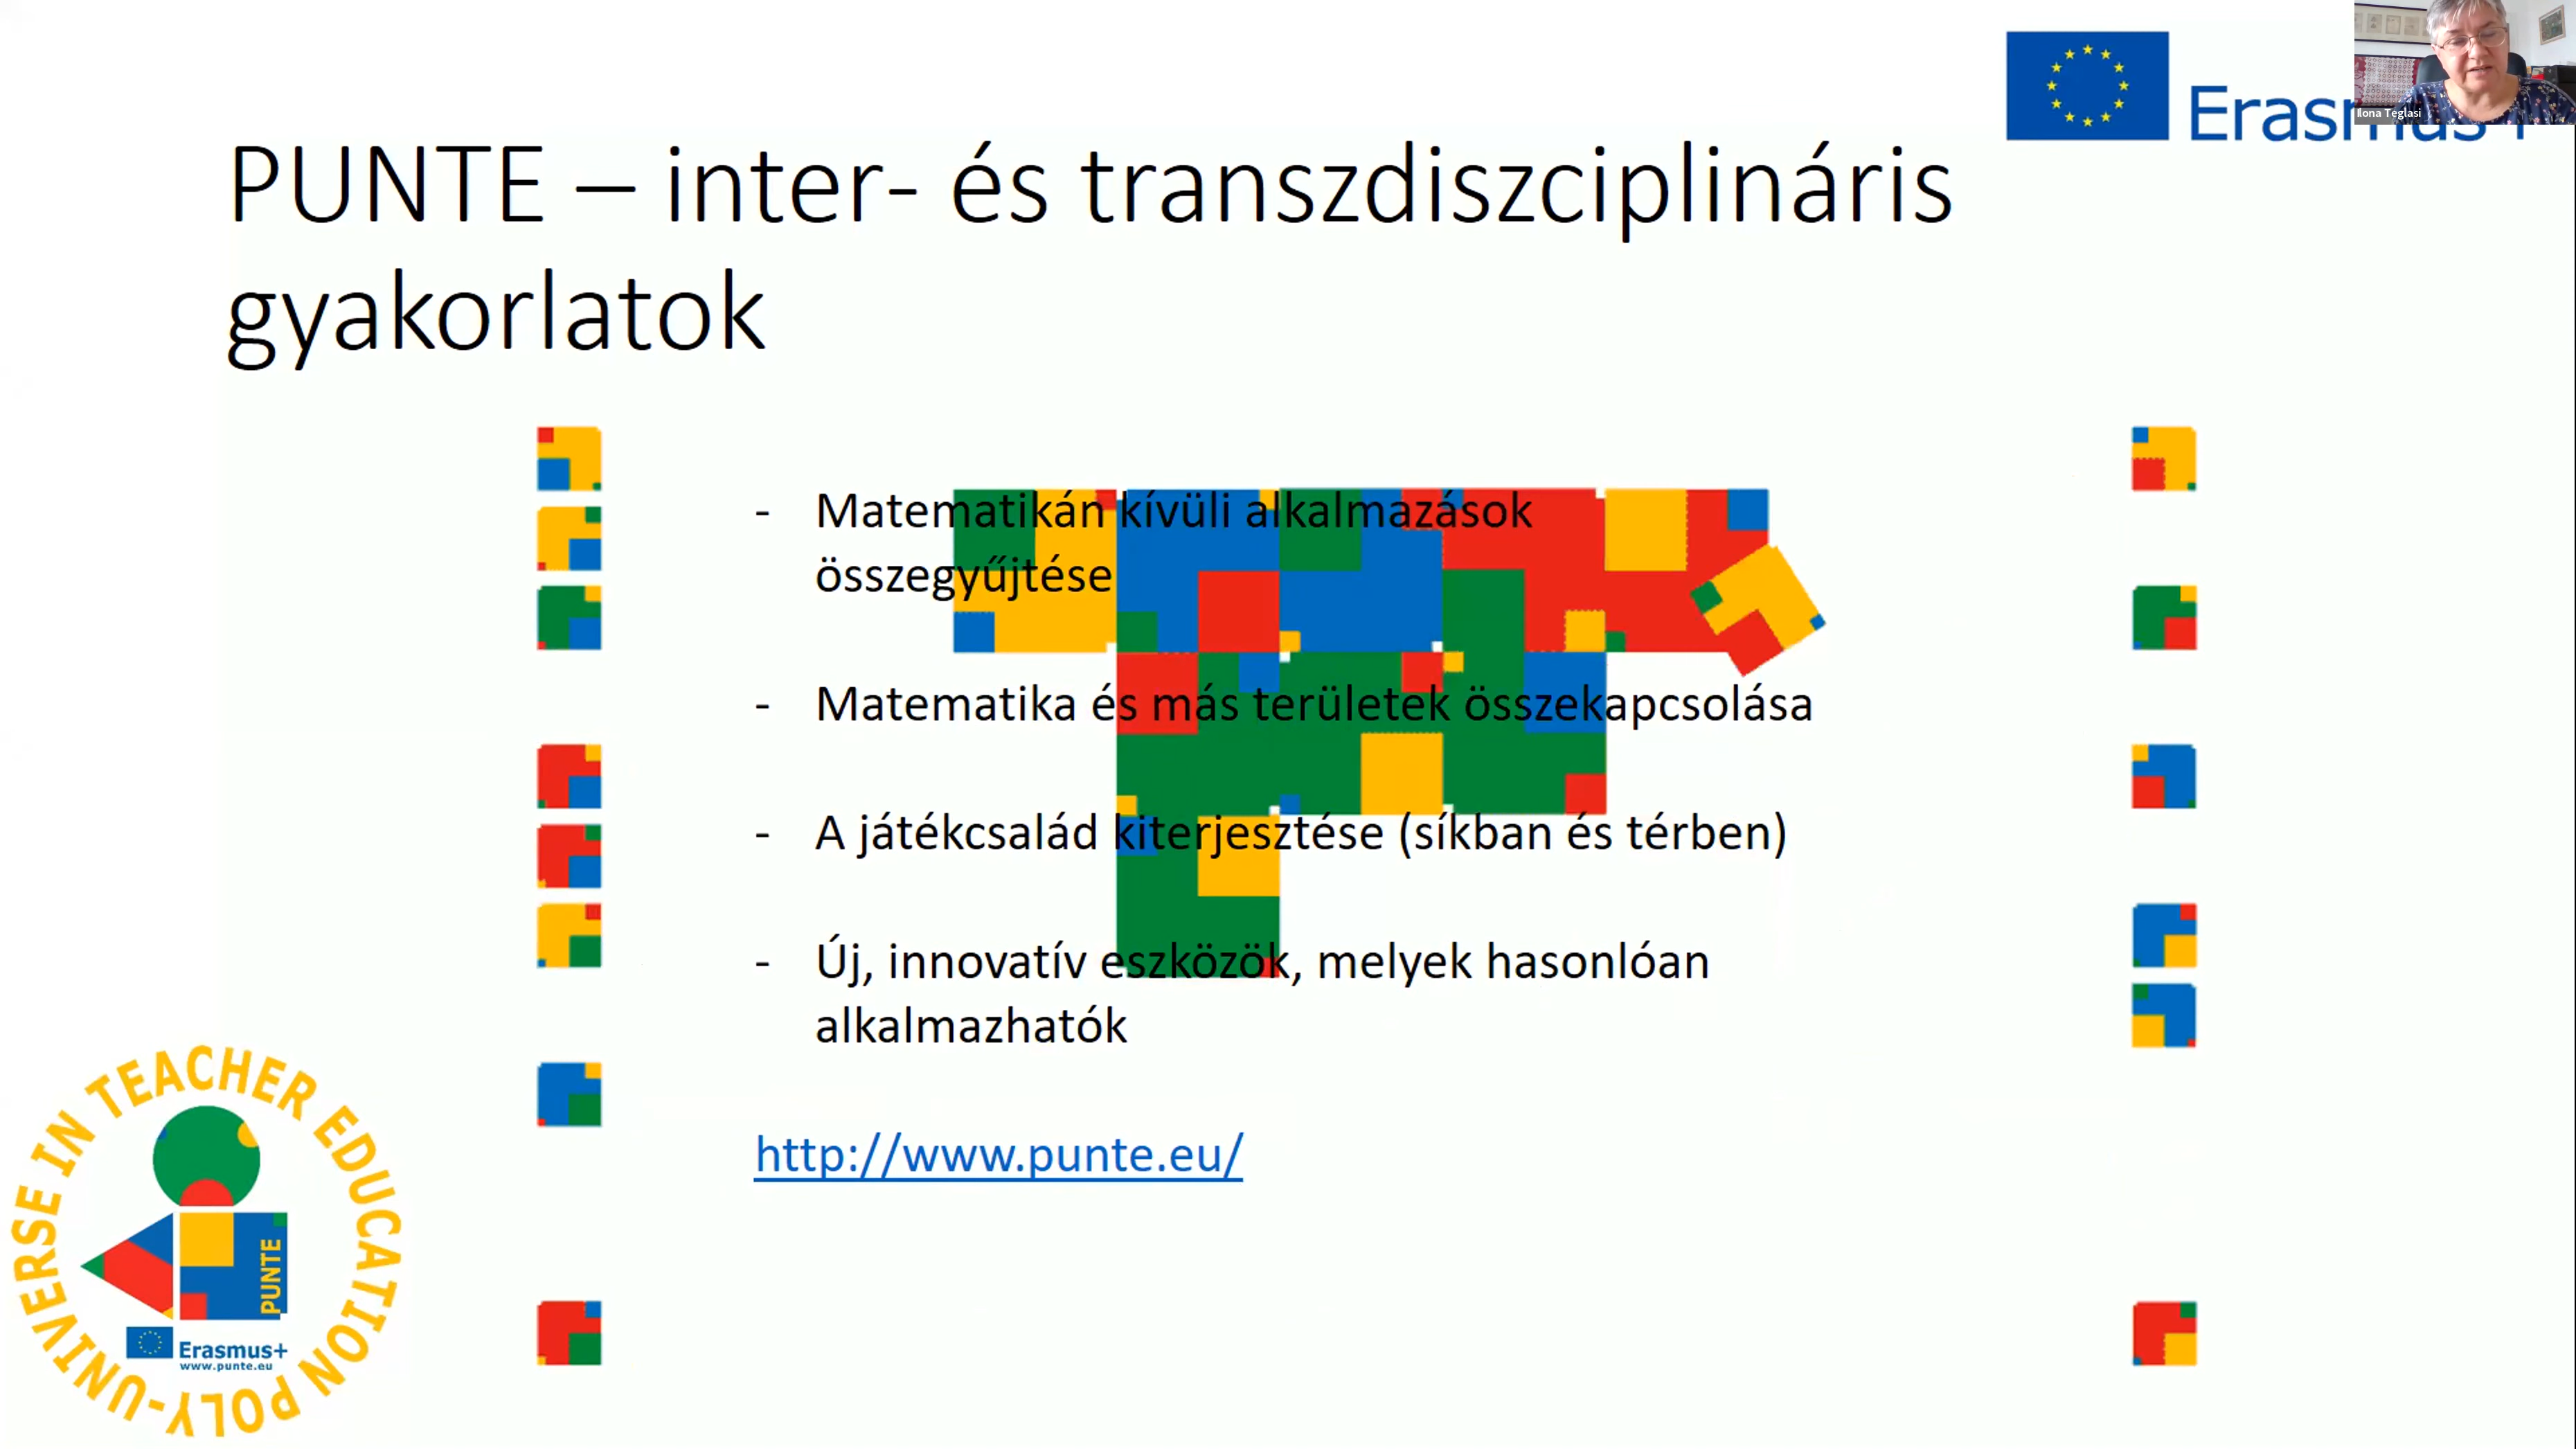 Erasmus+
Ilona Teglasi
PUNTE – inter- és transzdiszciplináris
gyakorlatok
- Matematikán kívüli alkalmazások
összegyűjtése
- Matematika és más területek összekapcsolása
- A játékcsalád kiterjesztése (síkban és térben)
- Új, innovatív eszközök, melyek hasonlóan
alkalmazhatók
http://www.punte.eu/
POLY-UNIVERSE IN TEACHER EDUCATION
PUNTE
Erasmus+
www.punte.eu